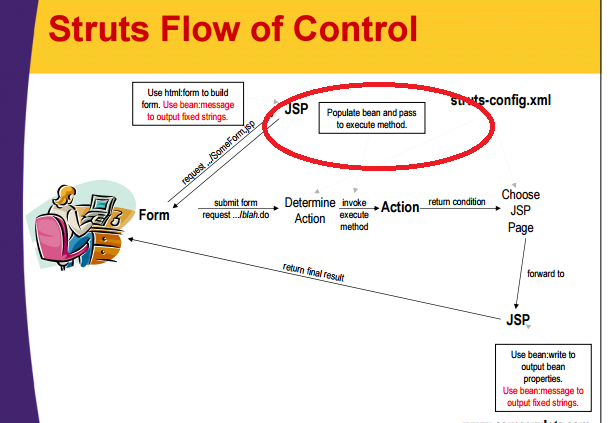 Struts Flow of Control
Use html:form to build
form. Use bean:message
to output fixed strings.
JSP
Populate bean and pass
to execute method.
struts-config.xml
request .../SomeForm.jsp
Form
submit form
request .../blah.do
Determine
Action
invoke
execute
method
Action
return condition
Choose
JSP
Page
return final result
forward to
JSP
Use bean:write to
output bean
properties.
Use bean:message to
output fixed strings.